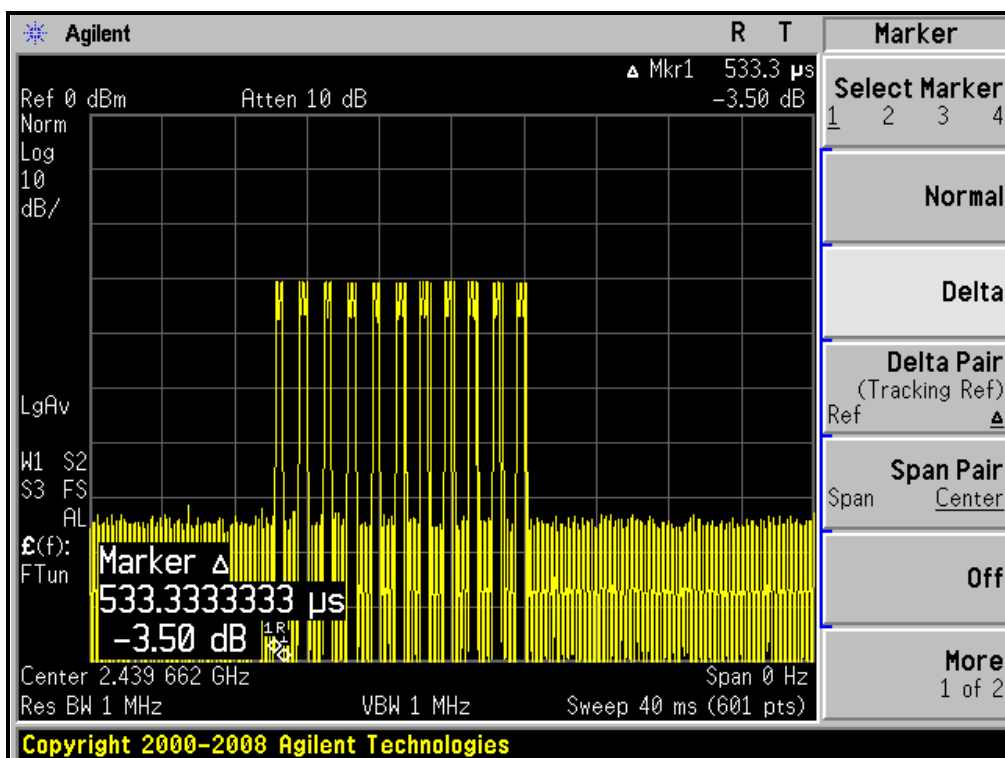 Agilent R T Marker
Δ Mkr1 533.3 µs
Ref 0 dBm Atten 10 dB -3.50 dB
Norm
Log
10
dB/
LgAv
W1 S2
S3 FS
AL
£(f):
FTun
Marker Δ
533.3333333 µs
-3.50 dB
1R
1
Center 2.439 662 GHz Span 0 Hz
Res BW 1 MHz VBW 1 MHz Sweep 40 ms (601 pts)
Copyright 2000-2008 Agilent Technologies
Select Marker
1 2 3 4
Normal
Delta
Delta Pair
(Tracking Ref)
Ref Δ
Span Pair
Span Center
Off
More
1 of 2